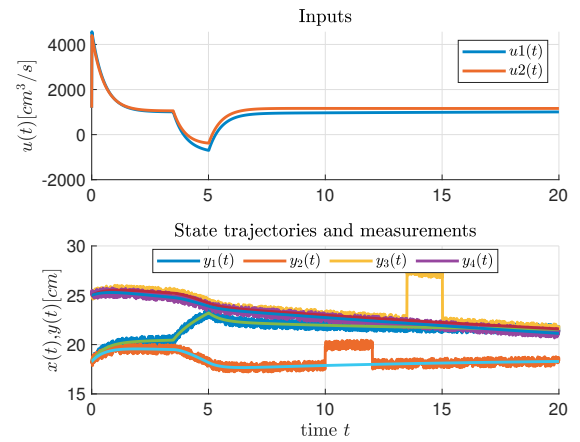 Inputs
u(t)[cm³/s]
4000
2000
0
-2000
u1(t)
u2(t)
0 5 10 15 20
State trajectories and measurements
x(t),y(t)[cm]
30
25
20
15
y₁(t) y₂(t) y₃(t) y₄(t)
0 5 10 15 20
time t